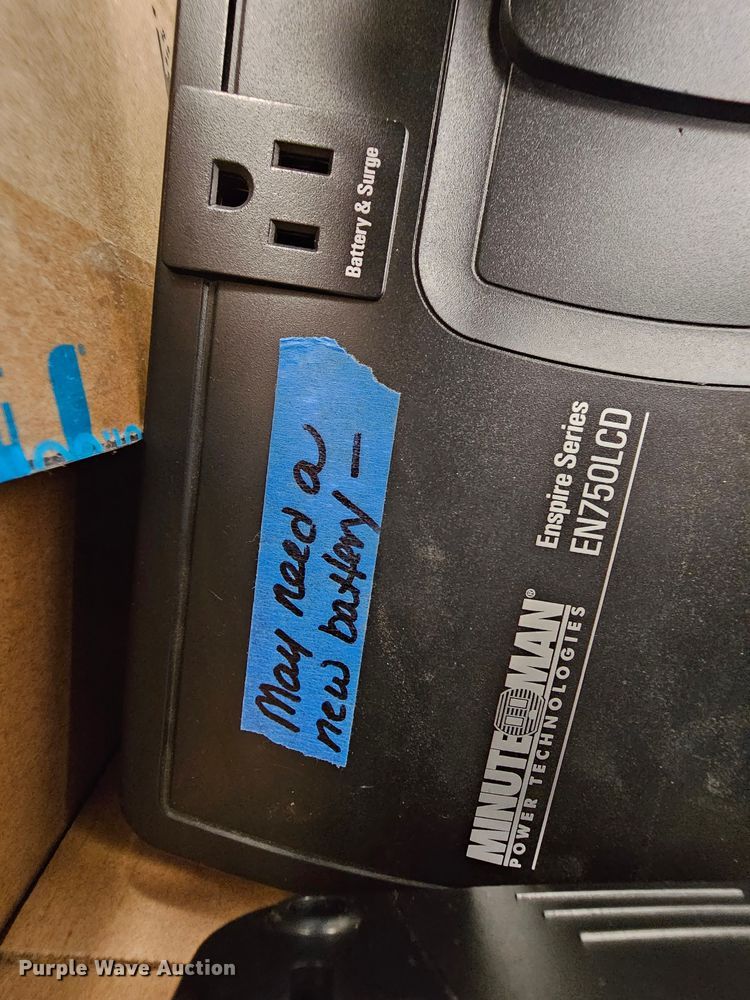 Battery & Surge
May need a
new battery –
Enspire Series
EN750LCD
MINUTEMAN®
POWER TECHNOLOGIES
Purple Wave Auction